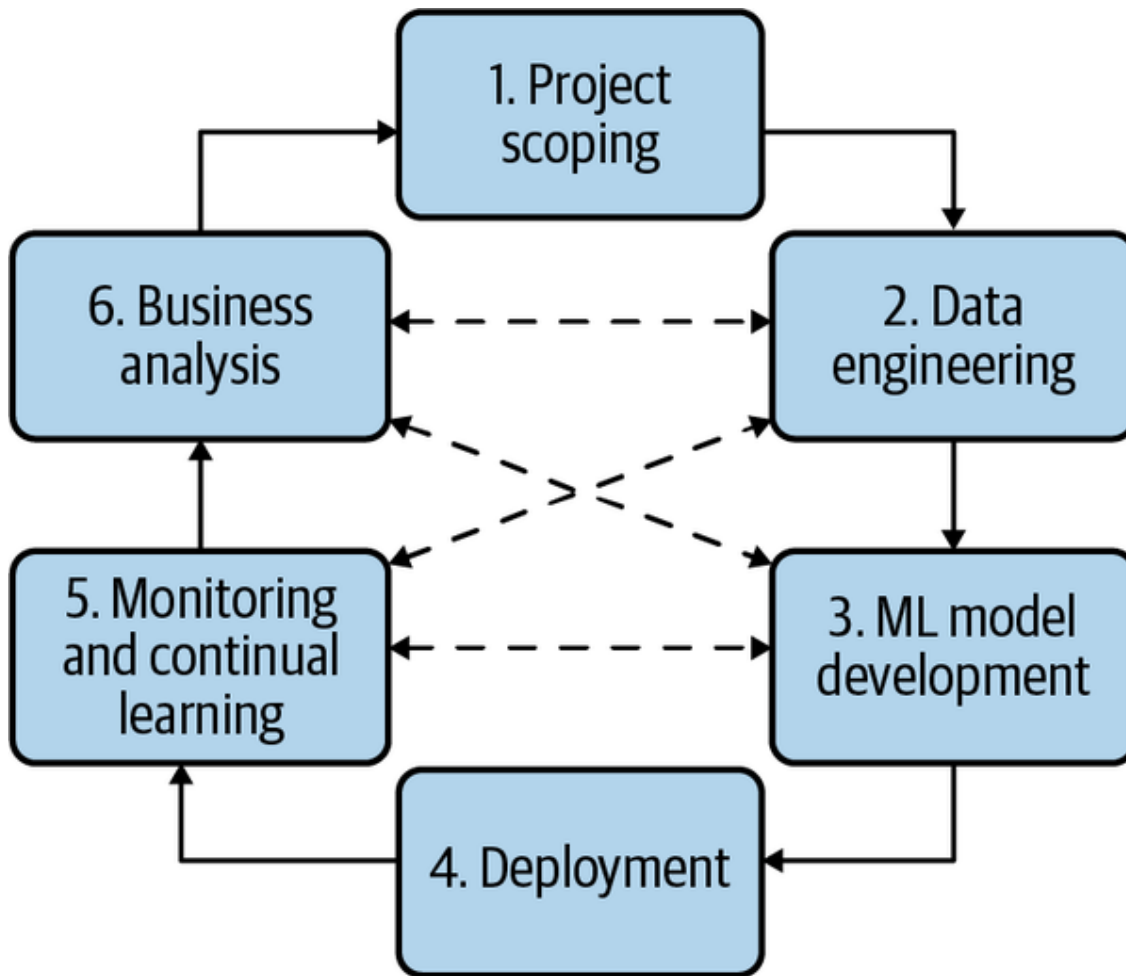 1. Project
scoping
2. Data
engineering
3. ML model
development
4. Deployment
5. Monitoring
and continual
learning
6. Business
analysis